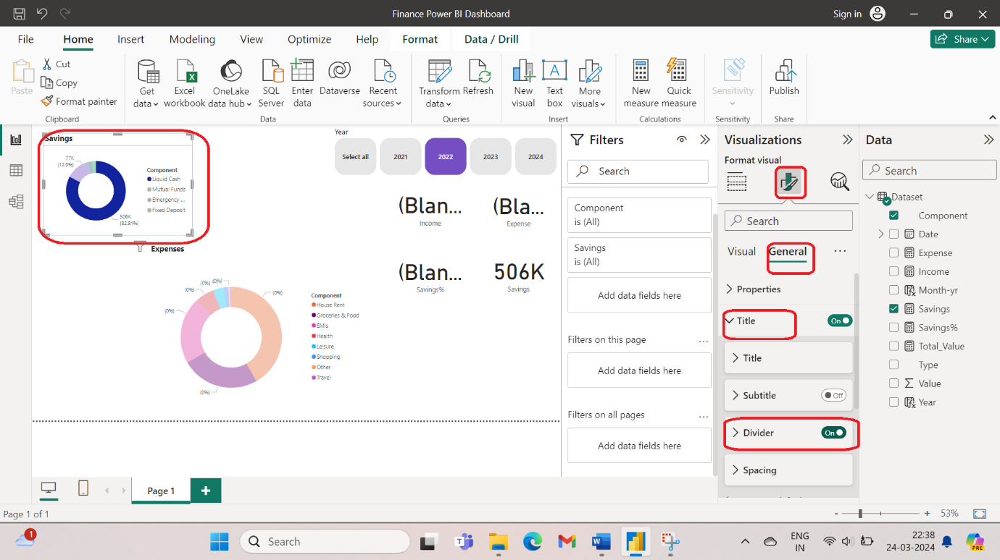 Finance Power BI Dashboard
Sign in
File Home Insert Modeling View Optimize Help Format Data / Drill
Share
Paste
Cut
Copy
Format painter
Clipboard
Get data
Excel workbook
OneLake data hub
SQL Server
Enter data
Dataverse
Recent sources
Data
Transform data
Refresh
Queries
New visual
Text box
More visuals
Insert
New measure
Quick measure
Calculations
Sensitivity
Sensitivity
Publish
Share
Savings
77K
(12.6%)
506K
(82.81%)
Component
Liquid Cash
Mutual Funds
Emergency ...
Fixed Deposit
Year
Select all
2021
2022
2023
2024
(Blan...
Income
(Bla...
Expense
(Blan...
Savings%
506K
Savings
Expenses
(0%)
(0%)
(0%)
(0%)
(0%)
(0%)
Component
House Rent
Groceries & Food
EMIs
Health
Leisure
Shopping
Other
Travel
Filters
Search
Component
is (All)
Savings
is (All)
Add data fields here
Filters on this page
...
Add data fields here
Filters on all pages
...
Add data fields here
Visualizations
Format visual
Search
Visual
General
...
Properties
Title
On
Title
Subtitle
Off
Divider
On
Spacing
Data
Search
Dataset
Component
Date
Expense
Income
Month-yr
Savings
Savings%
Total_Value
Type
Value
Year
Page 1
+
Page 1 of 1
- + 53%
1
Search
ENG
IN
22:38
24-03-2024
PRE